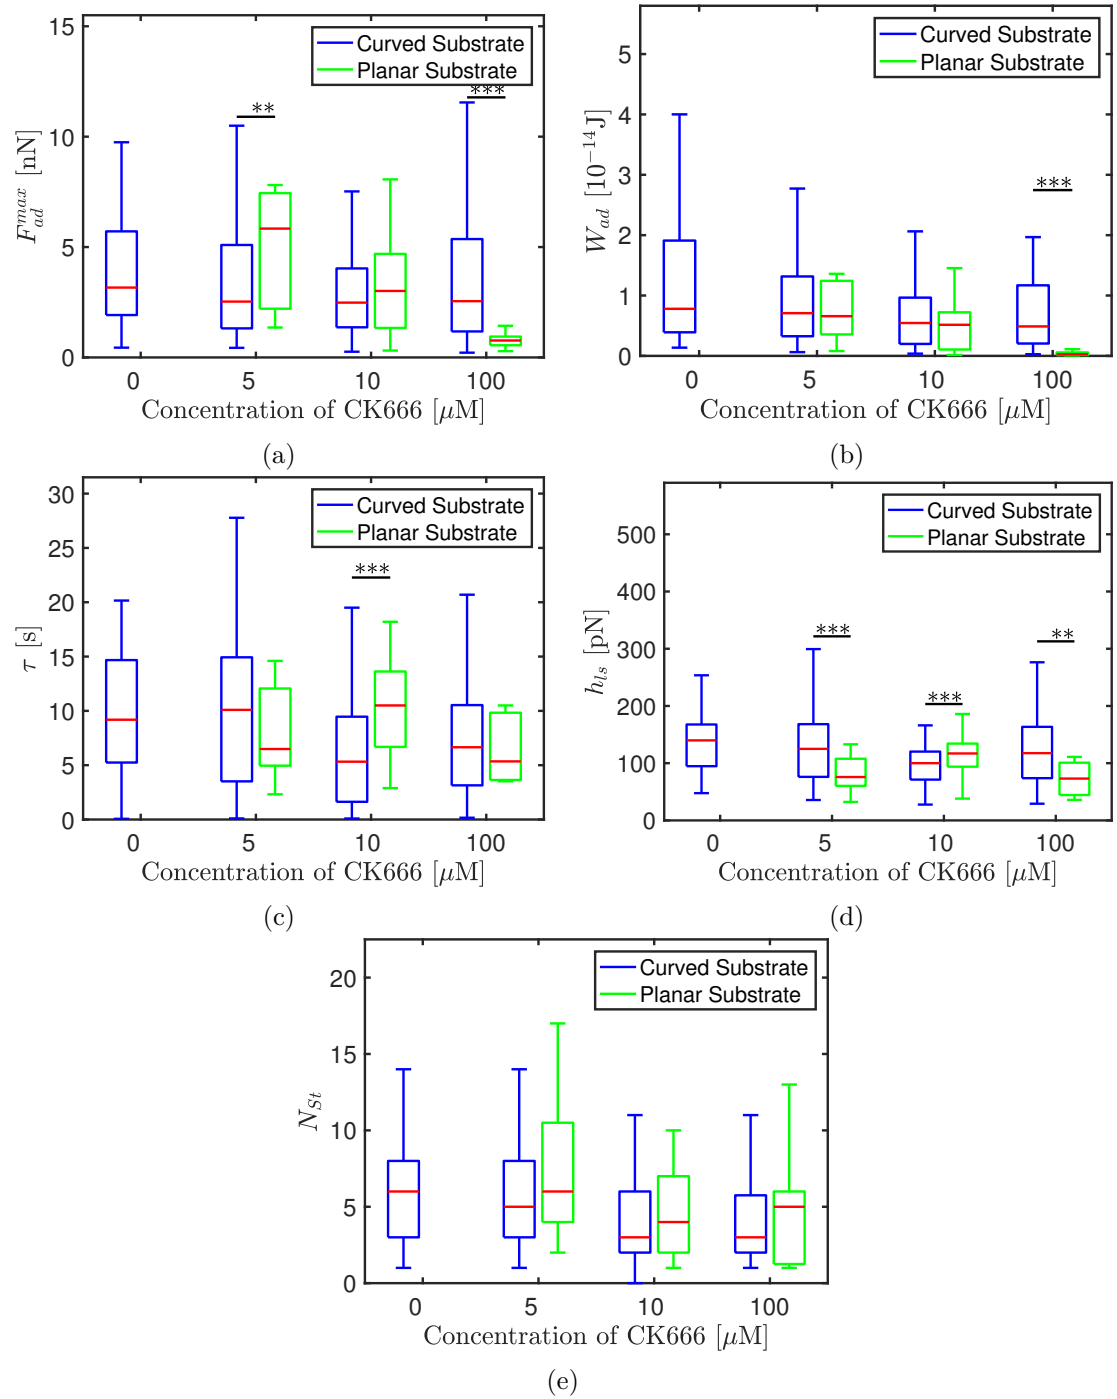 15
10
5
0
F_{ad}^{max} [nN]
Curved Substrate
Planar Substrate
**
***
0 5 10 100
Concentration of CK666 [μM]
(a)
5
4
3
2
1
0
W_{ad} [10^{-14}J]
Curved Substrate
Planar Substrate
***
0 5 10 100
Concentration of CK666 [μM]
(b)
30
25
20
15
10
5
0
τ [s]
Curved Substrate
Planar Substrate
***
0 5 10 100
Concentration of CK666 [μM]
(c)
500
400
300
200
100
0
h_{ls} [pN]
Curved Substrate
Planar Substrate
***
***
**
0 5 10 100
Concentration of CK666 [μM]
(d)
20
15
10
5
0
N_{St}
Curved Substrate
Planar Substrate
0 5 10 100
Concentration of CK666 [μM]
(e)